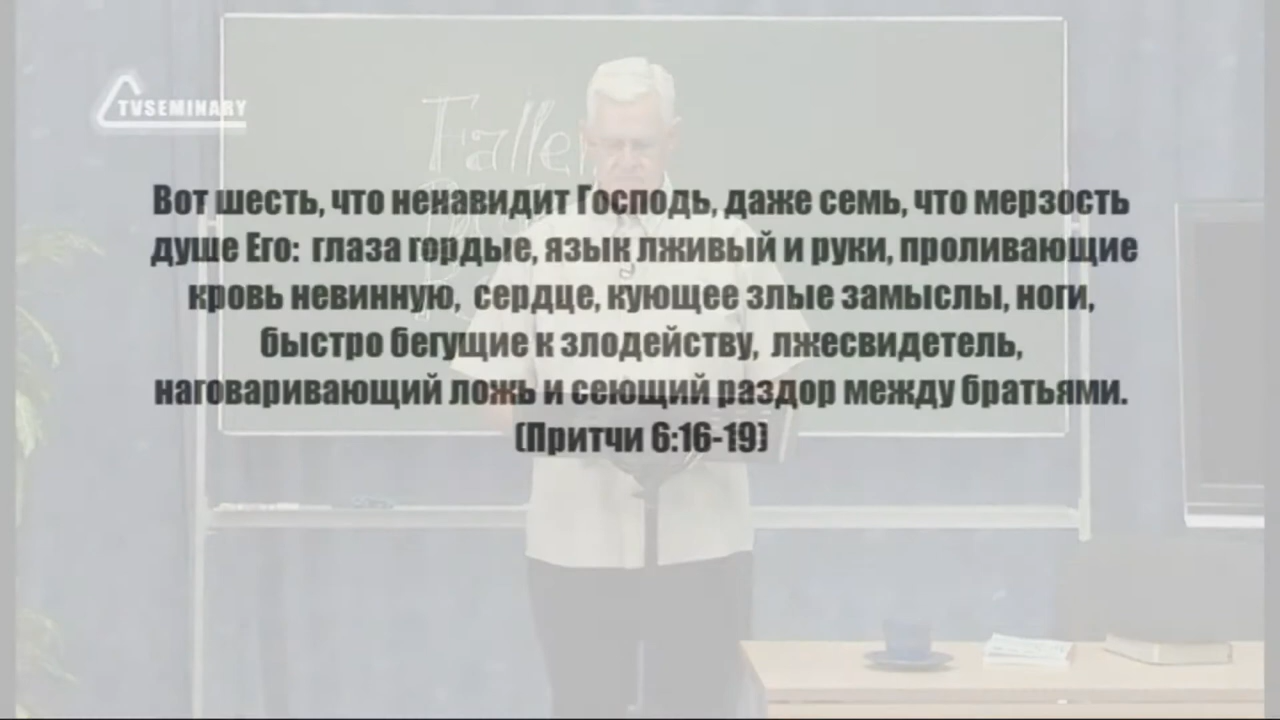 TVSEMINARY
Fallen
Вот шесть, что ненавидит Господь, даже семь, что мерзость
душе Его: глаза гордые, язык лживый и руки, проливающие
кровь невинную, сердце, кующее злые замыслы, ноги,
быстро бегущие к злодейству, лжесвидетель,
наговаривающий ложь и сеющий раздор между братьями.
(Притчи 6:16-19)